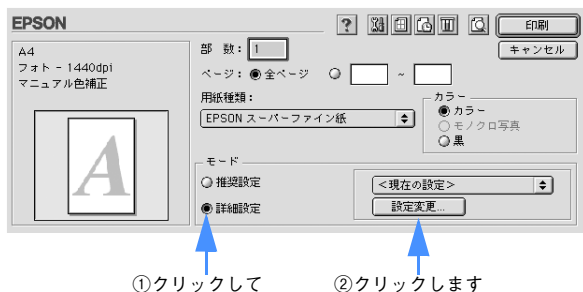 EPSON
? 印刷
キャンセル
A4
フォト - 1440dpi
マニュアル色補正
A
部 数: 1
ページ: 全ページ ~
用紙種類:
EPSON スーパーファイン紙
カラー
カラー
モノクロ写真
黒
モード
推奨設定
詳細設定
<現在の設定>
設定変更...
①クリックして
②クリックします